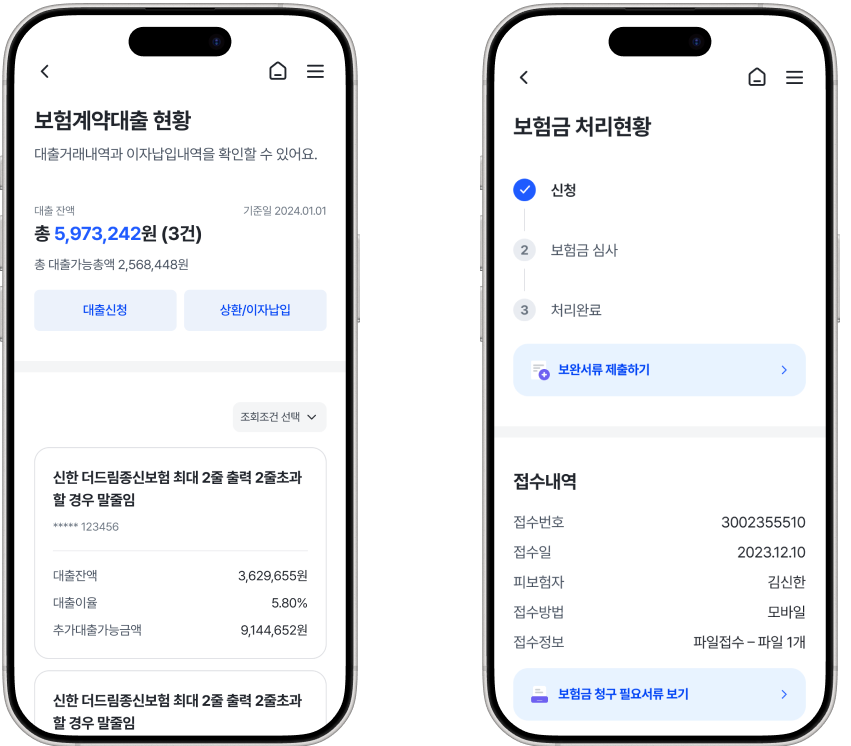 보험계약대출 현황
대출거래내역과 이자납입내역을 확인할 수 있어요.
대출 잔액
기준일 2024.01.01
총 5,973,242원 (3건)
총 대출가능총액 2,568,448원
대출신청
상환/이자납입
조회조건 선택
신한 더드림종신보험 최대 2줄 출력 2줄초과
할 경우 말줄임
***** 123456
대출잔액 3,629,655원
대출이율 5.80%
추가대출가능금액 9,144,652원
신한 더드림종신보험 최대 2줄 출력 2줄초과
할 경우 말줄임
보험금 처리현황
신청
2 보험금 심사
3 처리완료
보완서류 제출하기
접수내역
접수번호 3002355510
접수일 2023.12.10
피보험자 김신한
접수방법 모바일
접수정보 파일접수 – 파일 1개
보험금 청구 필요서류 보기